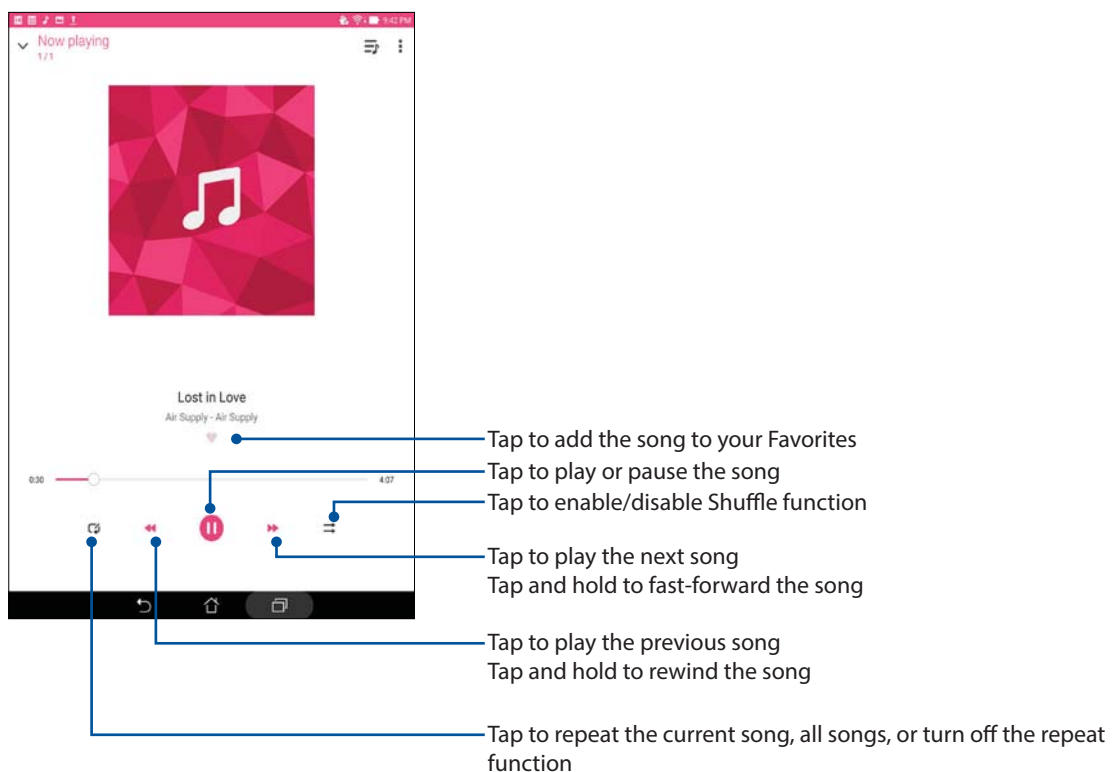 9:42 PM
Now playing
1/1
Lost in Love
Air Supply - Air Supply
0:30
4:07
Tap to add the song to your Favorites
Tap to play or pause the song
Tap to enable/disable Shuffle function
Tap to play the next song
Tap and hold to fast-forward the song
Tap to play the previous song
Tap and hold to rewind the song
Tap to repeat the current song, all songs, or turn off the repeat
function